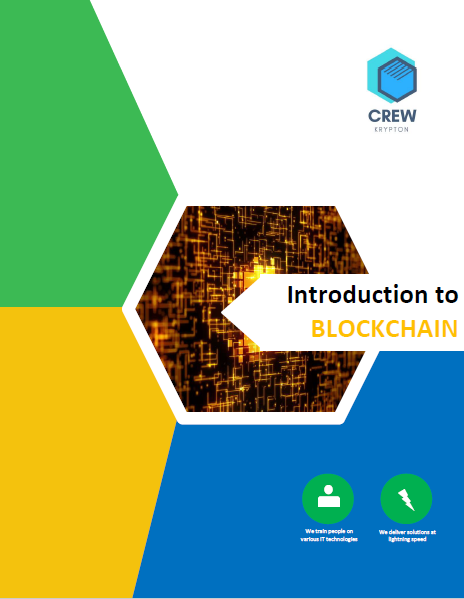 CREW
KRYPTON
Introduction to
BLOCKCHAIN
We train people on
various IT technologies
We deliver solutions at
lightning speed